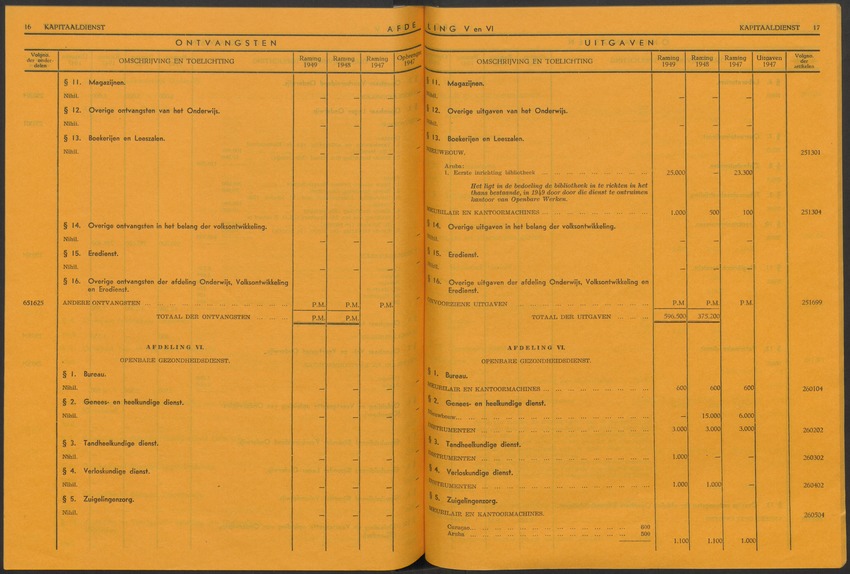 16 KAPITAALDIENST
AFDE
ONTVANGSTEN
Volgnr. der onder- delen
OMSCHRIJVING EN TOELICHTING
Raming 1949
Raming 1948
Raming 1947
1947
§ 11. Magazijnen.
Nihil. — — —
§ 12. Overige ontvangsten van het Onderwijs.
Nihil. — — —
§ 13. Boekerijen en Leeszalen.
Nihil. — — —
§ 14. Overige ontvangsten in het belang der volksontwikkeling.
Nihil. — — —
§ 15. Eredienst.
Nihil. — — —
§ 16. Overige ontvangsten der afdeling Onderwijs, Volksontwikkeling
en Eredienst.
651625 ANDERE ONTVANGSTEN ... P.M. P.M. P.M.
TOTAAL DER ONTVANGSTEN ... P.M. P.M.
AFDELING VI.
OPENBARE GEZONDHEIDSDIENST.
§ 1. Bureau.
Nihil. — — —
§ 2. Genees- en heelkundige dienst.
Nihil. — — —
§ 3. Tandheelkundige dienst.
Nihil. — — —
§ 4. Verloskundige dienst.
Nihil. — — —
§ 5. Zuigelingenzorg.
Nihil. — — —
LING V en VI
KAPITAALDIENST 17
UITGAVEN
OMSCHRIJVING EN TOELICHTING
Raming 1949
Raming 1948
Raming 1947
Uitgaven 1947
Volgnr. der artikelen
§ 11. Magazijnen.
Nihil. — — —
§ 12. Overige uitgaven van het Onderwijs.
Nihil. — — —
§ 13. Boekerijen en Leeszalen.
NIEUWBOUW. 251301
Aruba:
1. Eerste inrichting bibliotheek ... 25.000 — 23.300
Het ligt in de bedoeling de bibliotheek in te richten in het
thans bestaande, in 1949 door door die dienst te ontruimen
kantoor van Openbare Werken.
MEUBILAIR EN KANTOORMACHINES ... 1.000 500 100 251304
§ 14. Overige uitgaven in het belang der volksontwikkeling.
Nihil. — — —
§ 15. Eredienst.
Nihil. — — —
§ 16. Overige uitgaven der afdeling Onderwijs, Volksontwikkeling en
Eredienst.
ONVOORZIENE UITGAVEN ... P.M. P.M. P.M. 251699
TOTAAL DER UITGAVEN ... 596.500 375.200
AFDELING VI.
OPENBARE GEZONDHEIDSDIENST.
§ 1. Bureau.
MEUBILAIR EN KANTOORMACHINES ... 600 600 600 260104
§ 2. Genees- en heelkundige dienst.
Nieuwbouw... — 15.000 6.000
INSTRUMENTEN ... 3.000 3.000 3.000 260202
§ 3. Tandheelkundige dienst.
INSTRUMENTEN ... 1.000 — — 260302
§ 4. Verloskundige dienst.
INSTRUMENTEN ... 1.000 1.000 — 260402
§ 5. Zuigelingenzorg.
MEUBILAIR EN KANTOORMACHINES. 260504
Curaçao... 600
Aruba ... 500
1.100 1.100 1.000